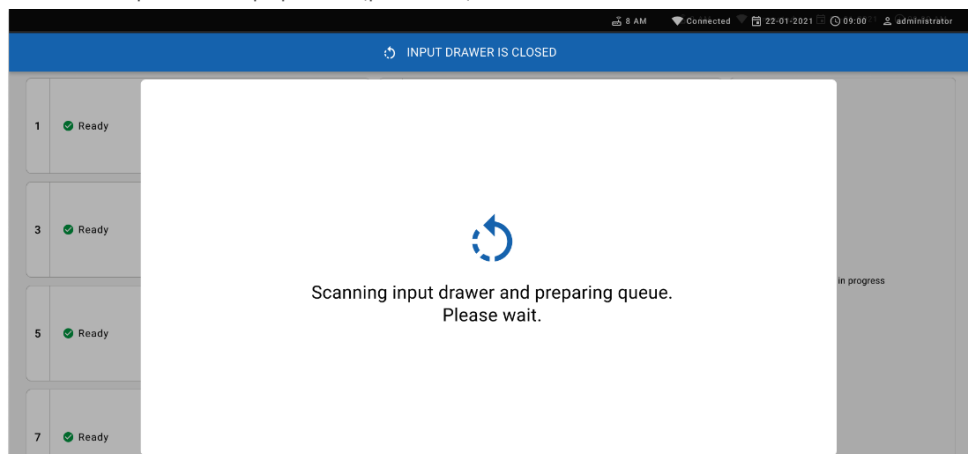 8 AM Connected 22-01-2021 09:00 administrator
INPUT DRAWER IS CLOSED
1 Ready
3 Ready
in progress
Scanning input drawer and preparing queue.
Please wait.
5 Ready
7 Ready